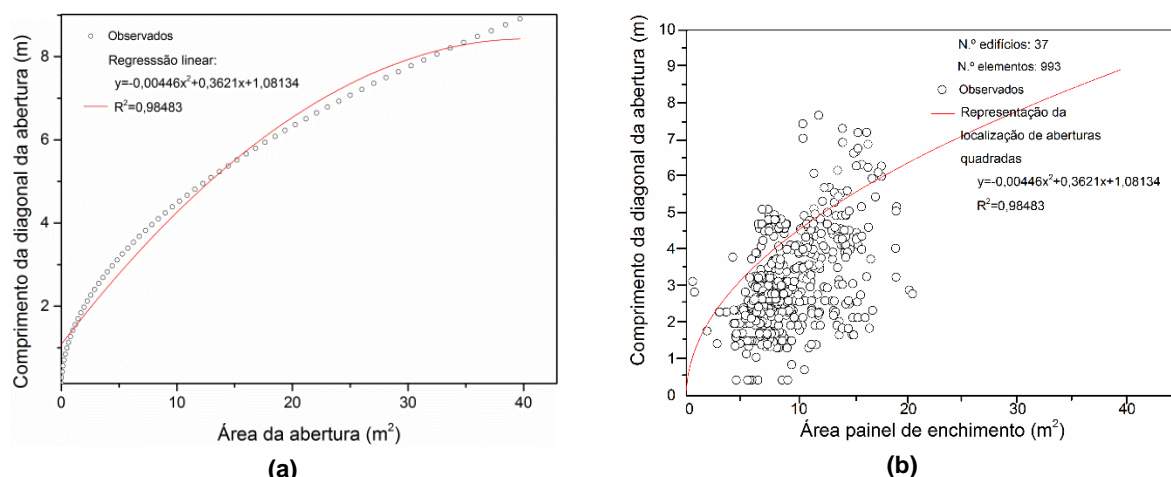 Comprimento da diagonal da abertura (m)
8
6
4
2
Observados
Regresssão linear:
y=-0,00446x²+0,3621x+1,08134
R²=0,98483
0
10
20
30
40
Área da abertura (m²)
(a)
Comprimento da diagonal da abertura (m)
10
9
8
7
6
5
4
3
2
1
0
N.º edifícios: 37
N.º elementos: 993
Observados
Representação da
localização de aberturas
quadradas
y=-0,00446x²+0,3621x+1,08134
R²=0,98483
0
10
20
30
40
Área painel de enchimento (m²)
(b)